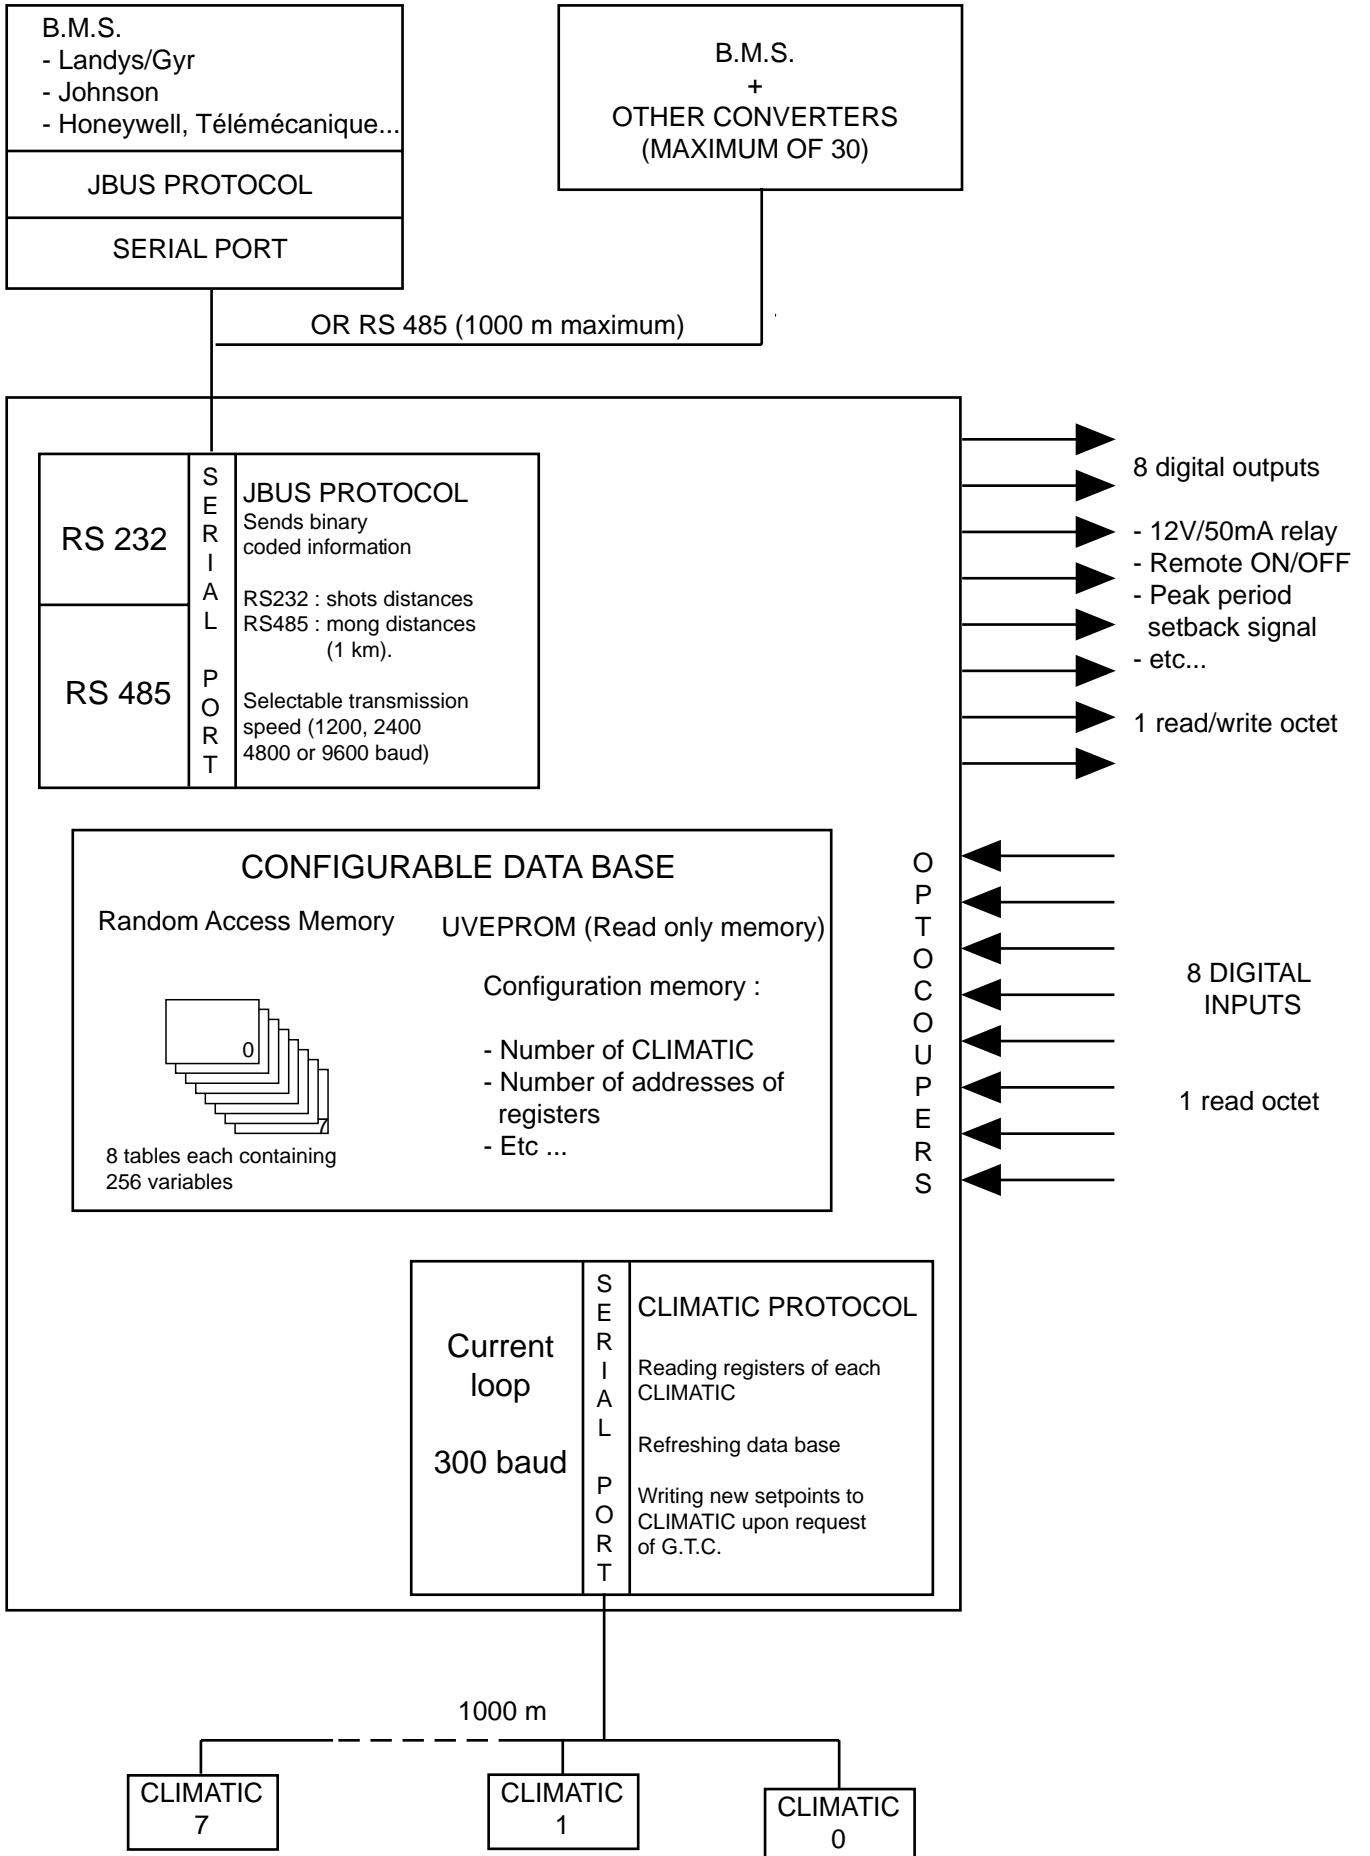 B.M.S.
- Landys/Gyr
- Johnson
- Honeywell, Télémécanique...
JBUS PROTOCOL
SERIAL PORT
B.M.S.
+
OTHER CONVERTERS
(MAXIMUM OF 30)
OR RS 485 (1000 m maximum)
RS 232
RS 485
SERIAL PORT
JBUS PROTOCOL
Sends binary
coded information
RS232 : shots distances
RS485 : mong distances
(1 km).
Selectable transmission
speed (1200, 2400
4800 or 9600 baud)
8 digital outputs
- 12V/50mA relay
- Remote ON/OFF
- Peak period
setback signal
- etc...
1 read/write octet
CONFIGURABLE DATA BASE
Random Access Memory
0
7
8 tables each containing
256 variables
UVEPROM (Read only memory)
Configuration memory :
- Number of CLIMATIC
- Number of addresses of
registers
- Etc ...
OPTOCOUPERS
8 DIGITAL
INPUTS
1 read octet
Current
loop
300 baud
SERIAL PORT
CLIMATIC PROTOCOL
Reading registers of each
CLIMATIC
Refreshing data base
Writing new setpoints to
CLIMATIC upon request
of G.T.C.
1000 m
CLIMATIC
7
CLIMATIC
1
CLIMATIC
0